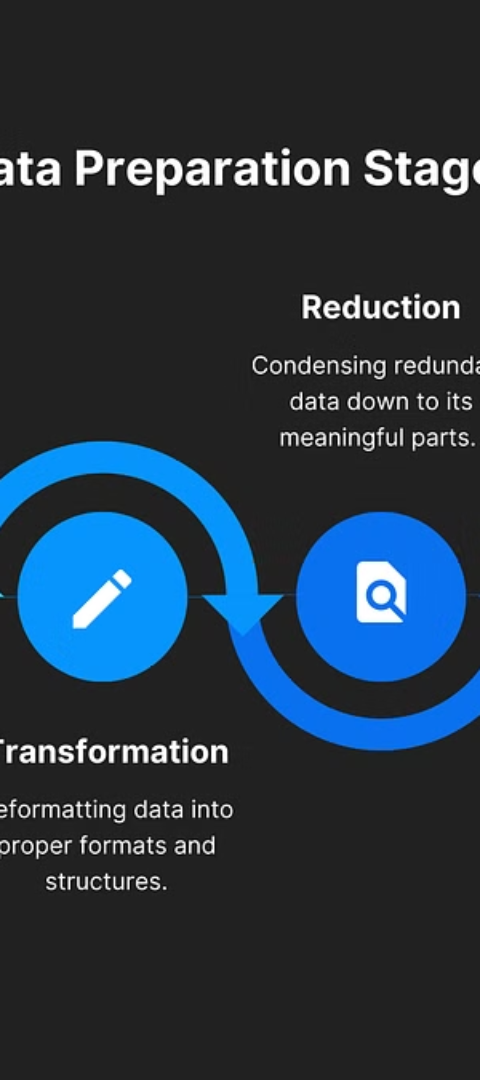 ata Preparation Stage
Reduction
Condensing redunda
data down to its
meaningful parts.
Transformation
eformatting data into
proper formats and
structures.